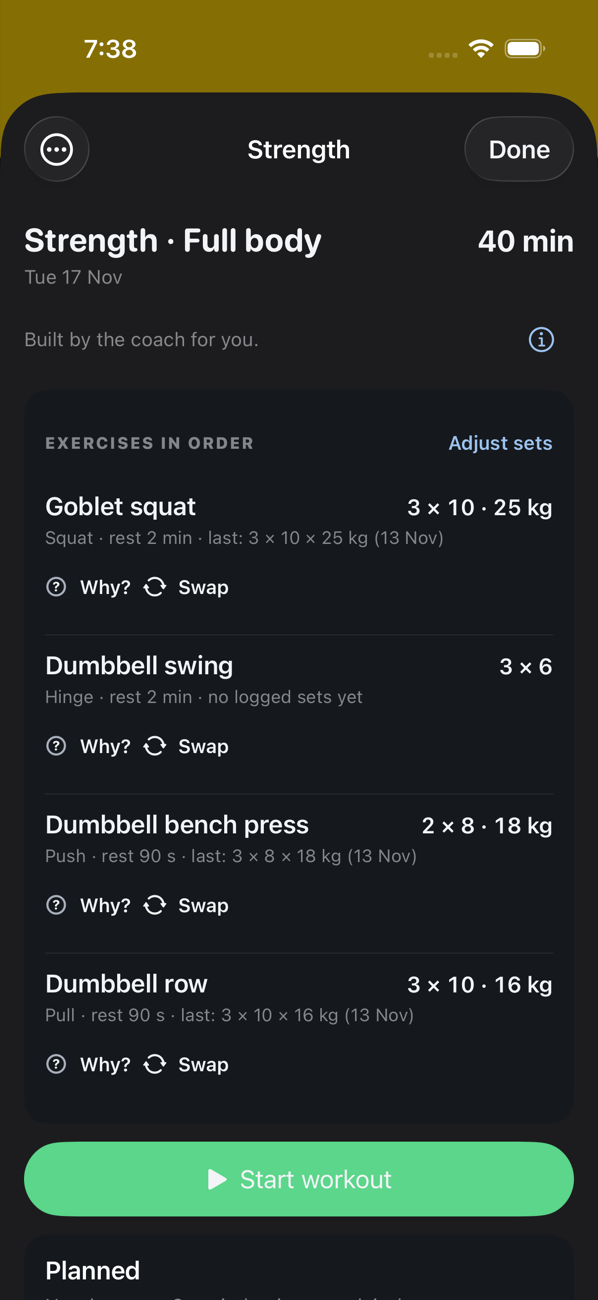 7:38
Strength
Done
Strength · Full body
40 min
Tue 17 Nov
Built by the coach for you.
EXERCISES IN ORDER
Adjust sets
Goblet squat
3 × 10 · 25 kg
Squat · rest 2 min · last: 3 × 10 × 25 kg (13 Nov)
Why? Swap
Dumbbell swing
3 × 6
Hinge · rest 2 min · no logged sets yet
Why? Swap
Dumbbell bench press
2 × 8 · 18 kg
Push · rest 90 s · last: 3 × 8 × 18 kg (13 Nov)
Why? Swap
Dumbbell row
3 × 10 · 16 kg
Pull · rest 90 s · last: 3 × 10 × 16 kg (13 Nov)
Why? Swap
Start workout
Planned